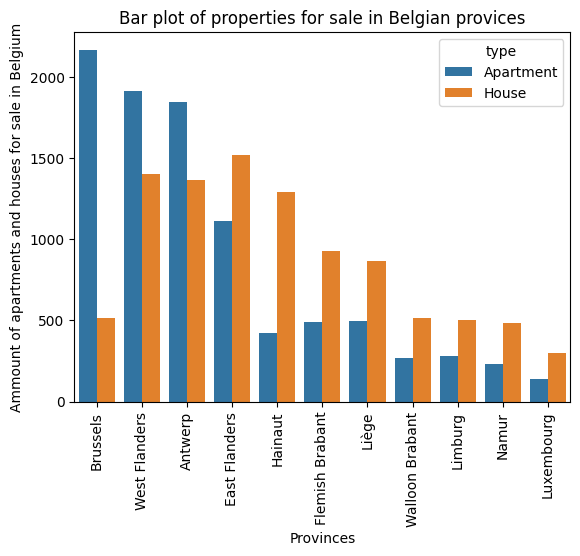 Bar plot of properties for sale in Belgian provices
Ammount of apartments and houses for sale in Belgium
2000
1500
1000
500
0
type
Apartment
House
Brussels
West Flanders
Antwerp
East Flanders
Hainaut
Flemish Brabant
Liège
Walloon Brabant
Limburg
Namur
Luxembourg
Provinces